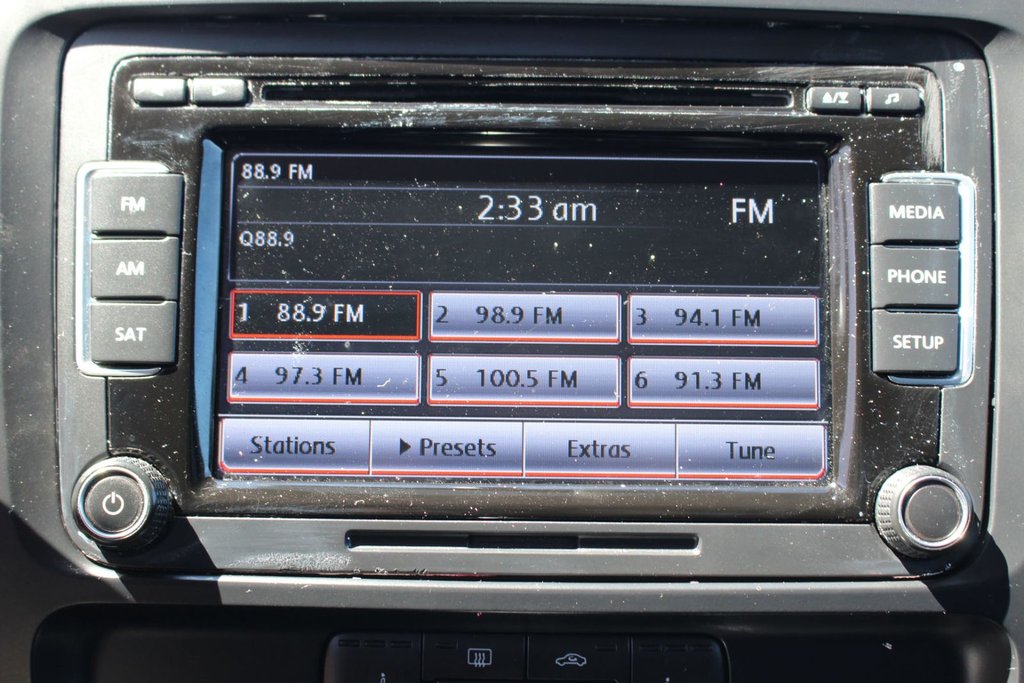 88.9 FM
2:33 am FM
Q88.9
FM
AM
SAT
MEDIA
PHONE
SETUP
1 88.9 FM
2 98.9 FM
3 94.1 FM
4 97.3 FM
5 100.5 FM
6 91.3 FM
Stations
Presets
Extras
Tune